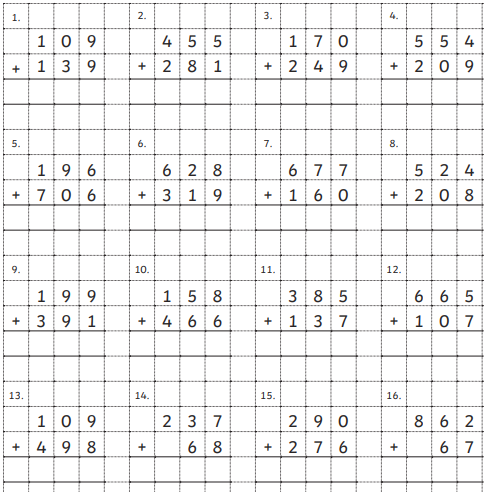 1. 2. 3. 4.
1 0 9 4 5 5 1 7 0 5 5 4
+ 1 3 9 + 2 8 1 + 2 4 9 + 2 0 9
5. 6. 7. 8.
1 9 6 6 2 8 6 7 7 5 2 4
+ 7 0 6 + 3 1 9 + 1 6 0 + 2 0 8
9. 10. 11. 12.
1 9 9 1 5 8 3 8 5 6 6 5
+ 3 9 1 + 4 6 6 + 1 3 7 + 1 0 7
13. 14. 15. 16.
1 0 9 2 3 7 2 9 0 8 6 2
+ 4 9 8 + 6 8 + 2 7 6 + 6 7